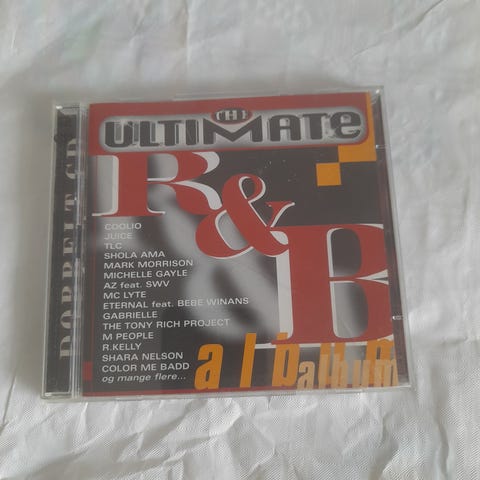 THE
ULTIMATE
R&B
COOLIO
JUICE
TLC
SHOLA AMA
MARK MORRISON
MICHELLE GAYLE
AZ feat. SWV
MC LYTE
ETERNAL feat. BEBE WINANS
GABRIELLE
THE TONY RICH PROJECT
M PEOPLE
R.KELLY
SHARA NELSON
COLOR ME BADD
og mange flere...
album
album
DOBBELT CD